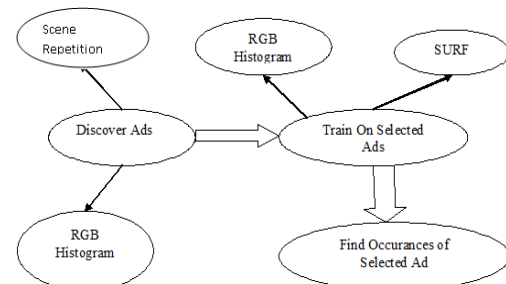 Scene
Repetition
RGB
Histogram
SURF
Discover Ads
Train On Selected
Ads
RGB
Histogram
Find Occurances of
Selected Ad